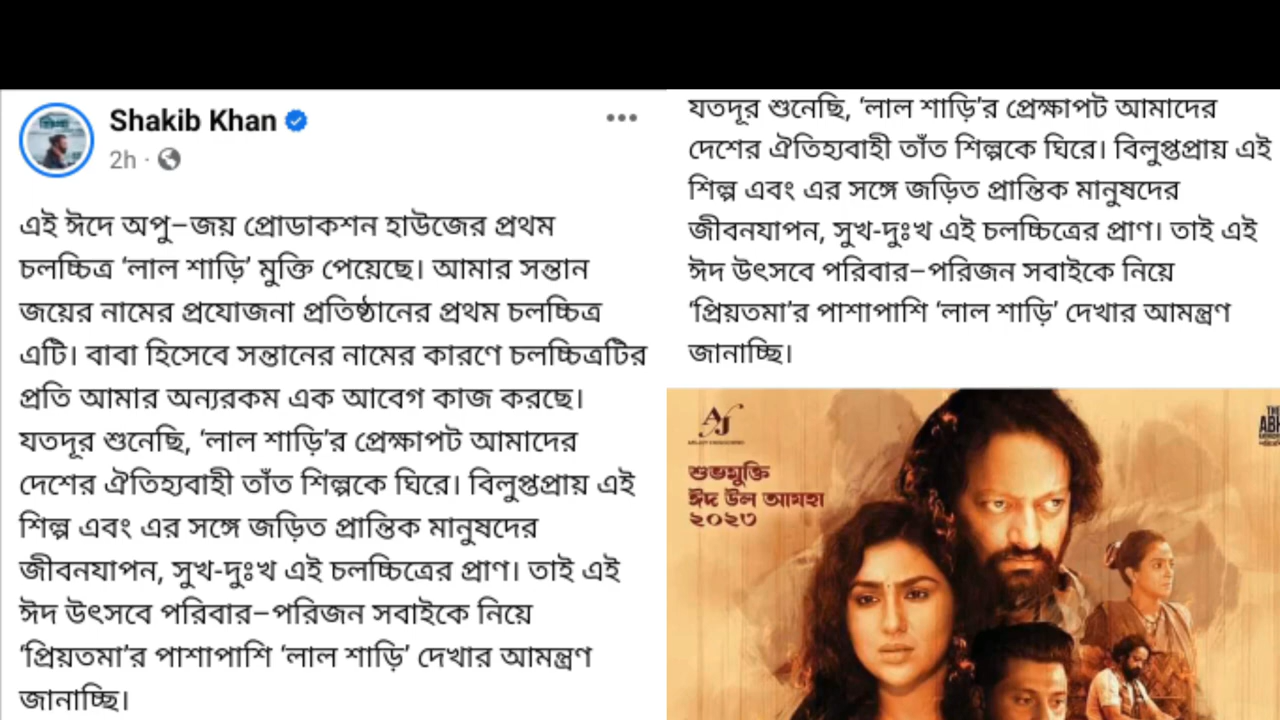 Shakib Khan
2h ·
এই ঈদে অপু–জয় প্রোডাকশন হাউজের প্রথম
চলচ্চিত্র ‘লাল শাড়ি’ মুক্তি পেয়েছে। আমার সন্তান
জয়ের নামের প্রযোজনা প্রতিষ্ঠানের প্রথম চলচ্চিত্র
এটি। বাবা হিসেবে সন্তানের নামের কারণে চলচ্চিত্রটির
প্রতি আমার অন্যরকম এক আবেগ কাজ করছে।
যতদূর শুনেছি, ‘লাল শাড়ি’র প্রেক্ষাপট আমাদের
দেশের ঐতিহ্যবাহী তাঁত শিল্পকে ঘিরে। বিলুপ্তপ্রায় এই
শিল্প এবং এর সঙ্গে জড়িত প্রান্তিক মানুষদের
জীবনযাপন, সুখ-দুঃখ এই চলচ্চিত্রের প্রাণ। তাই এই
ঈদ উৎসবে পরিবার–পরিজন সবাইকে নিয়ে
‘প্রিয়তমা’র পাশাপাশি ‘লাল শাড়ি’ দেখার আমন্ত্রণ
জানাচ্ছি।
যতদূর শুনেছি, ‘লাল শাড়ি’র প্রেক্ষাপট আমাদের
দেশের ঐতিহ্যবাহী তাঁত শিল্পকে ঘিরে। বিলুপ্তপ্রায় এই
শিল্প এবং এর সঙ্গে জড়িত প্রান্তিক মানুষদের
জীবনযাপন, সুখ-দুঃখ এই চলচ্চিত্রের প্রাণ। তাই এই
ঈদ উৎসবে পরিবার–পরিজন সবাইকে নিয়ে
‘প্রিয়তমা’র পাশাপাশি ‘লাল শাড়ি’ দেখার আমন্ত্রণ
জানাচ্ছি।
শুভমুক্তি
ঈদ উল আযহা
২০২৩